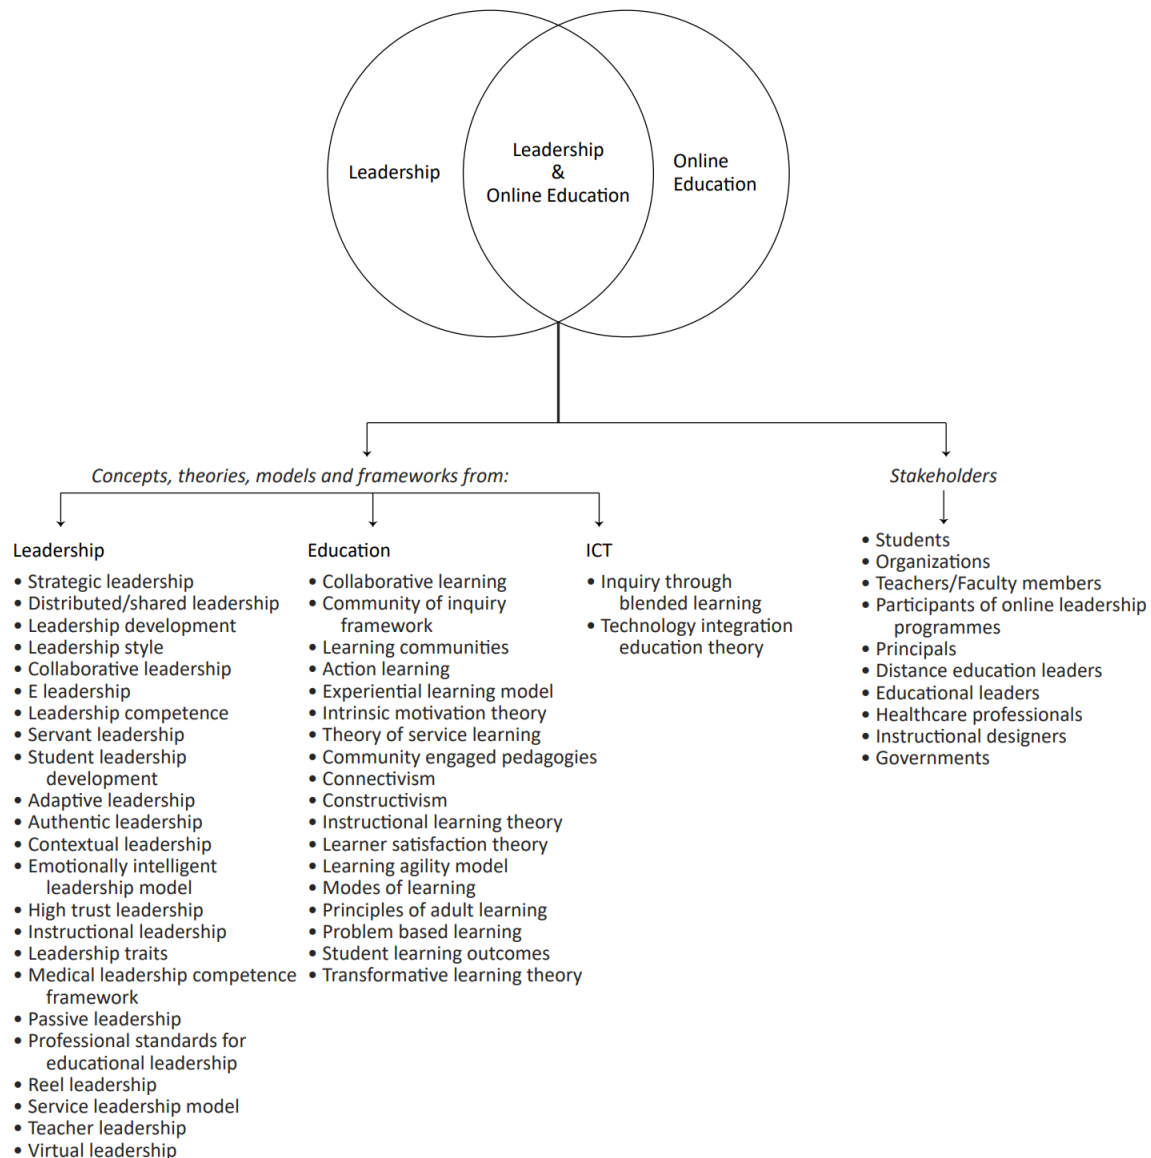 Leadership
Leadership
&
Online Education
Online
Education
Concepts, theories, models and frameworks from:
Leadership
• Strategic leadership
• Distributed/shared leadership
• Leadership development
• Leadership style
• Collaborative leadership
• E leadership
• Leadership competence
• Servant leadership
• Student leadership
development
• Adaptive leadership
• Authentic leadership
• Contextual leadership
• Emotionally intelligent
leadership model
• High trust leadership
• Instructional leadership
• Leadership traits
• Medical leadership competence
framework
• Passive leadership
• Professional standards for
educational leadership
• Reel leadership
• Service leadership model
• Teacher leadership
• Virtual leadership
Education
• Collaborative learning
• Community of inquiry
framework
• Learning communities
• Action learning
• Experiential learning model
• Intrinsic motivation theory
• Theory of service learning
• Community engaged pedagogies
• Connectivism
• Constructivism
• Instructional learning theory
• Learner satisfaction theory
• Learning agility model
• Modes of learning
• Principles of adult learning
• Problem based learning
• Student learning outcomes
• Transformative learning theory
ICT
• Inquiry through
blended learning
• Technology integration
education theory
Stakeholders
• Students
• Organizations
• Teachers/Faculty members
• Participants of online leadership
programmes
• Principals
• Distance education leaders
• Educational leaders
• Healthcare professionals
• Instructional designers
• Governments